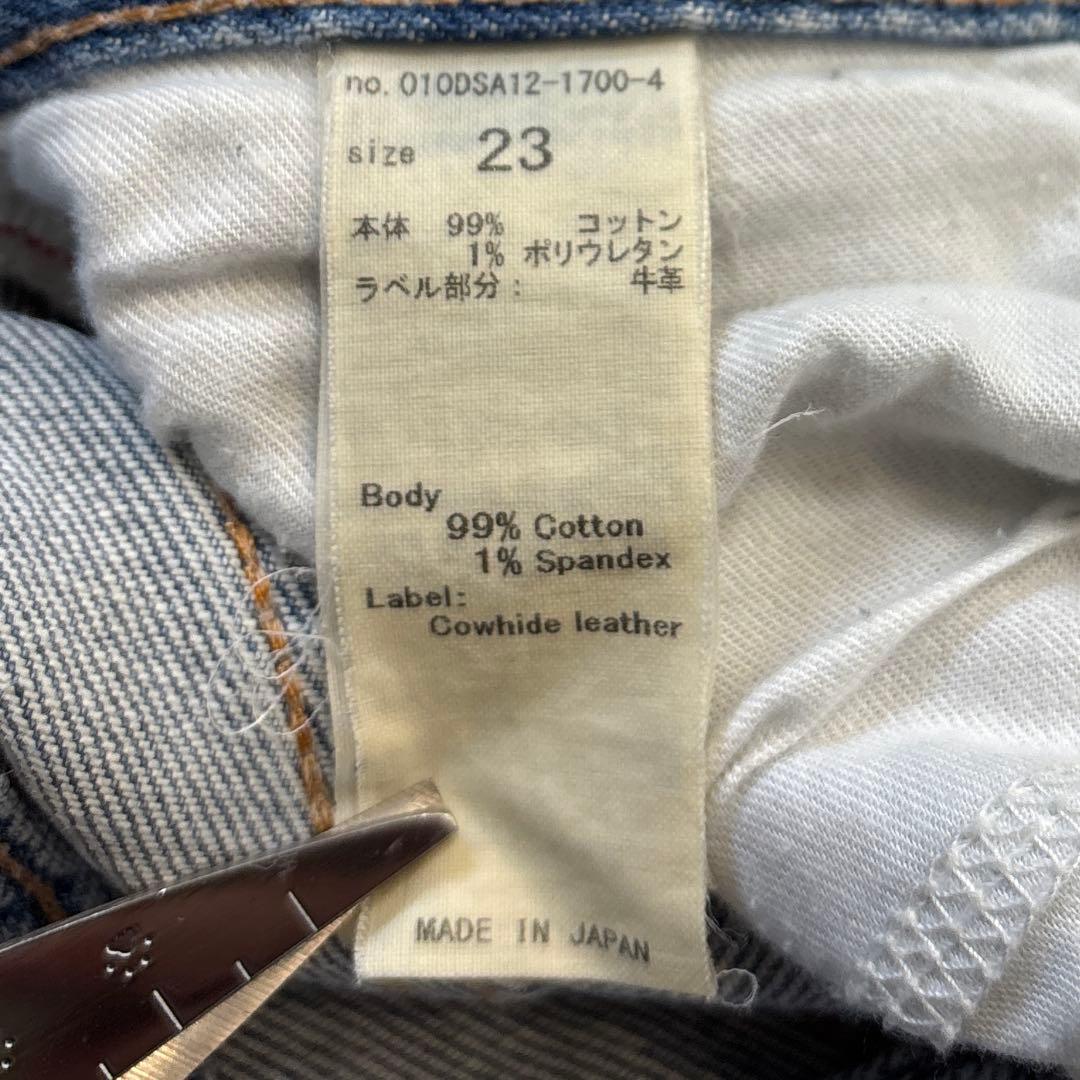 no. 010DSA12-1700-4
size 23
本体 99% コットン
1% ポリウレタン
ラベル部分: 牛革
Body
99% Cotton
1% Spandex
Label:
Cowhide leather
MADE IN JAPAN